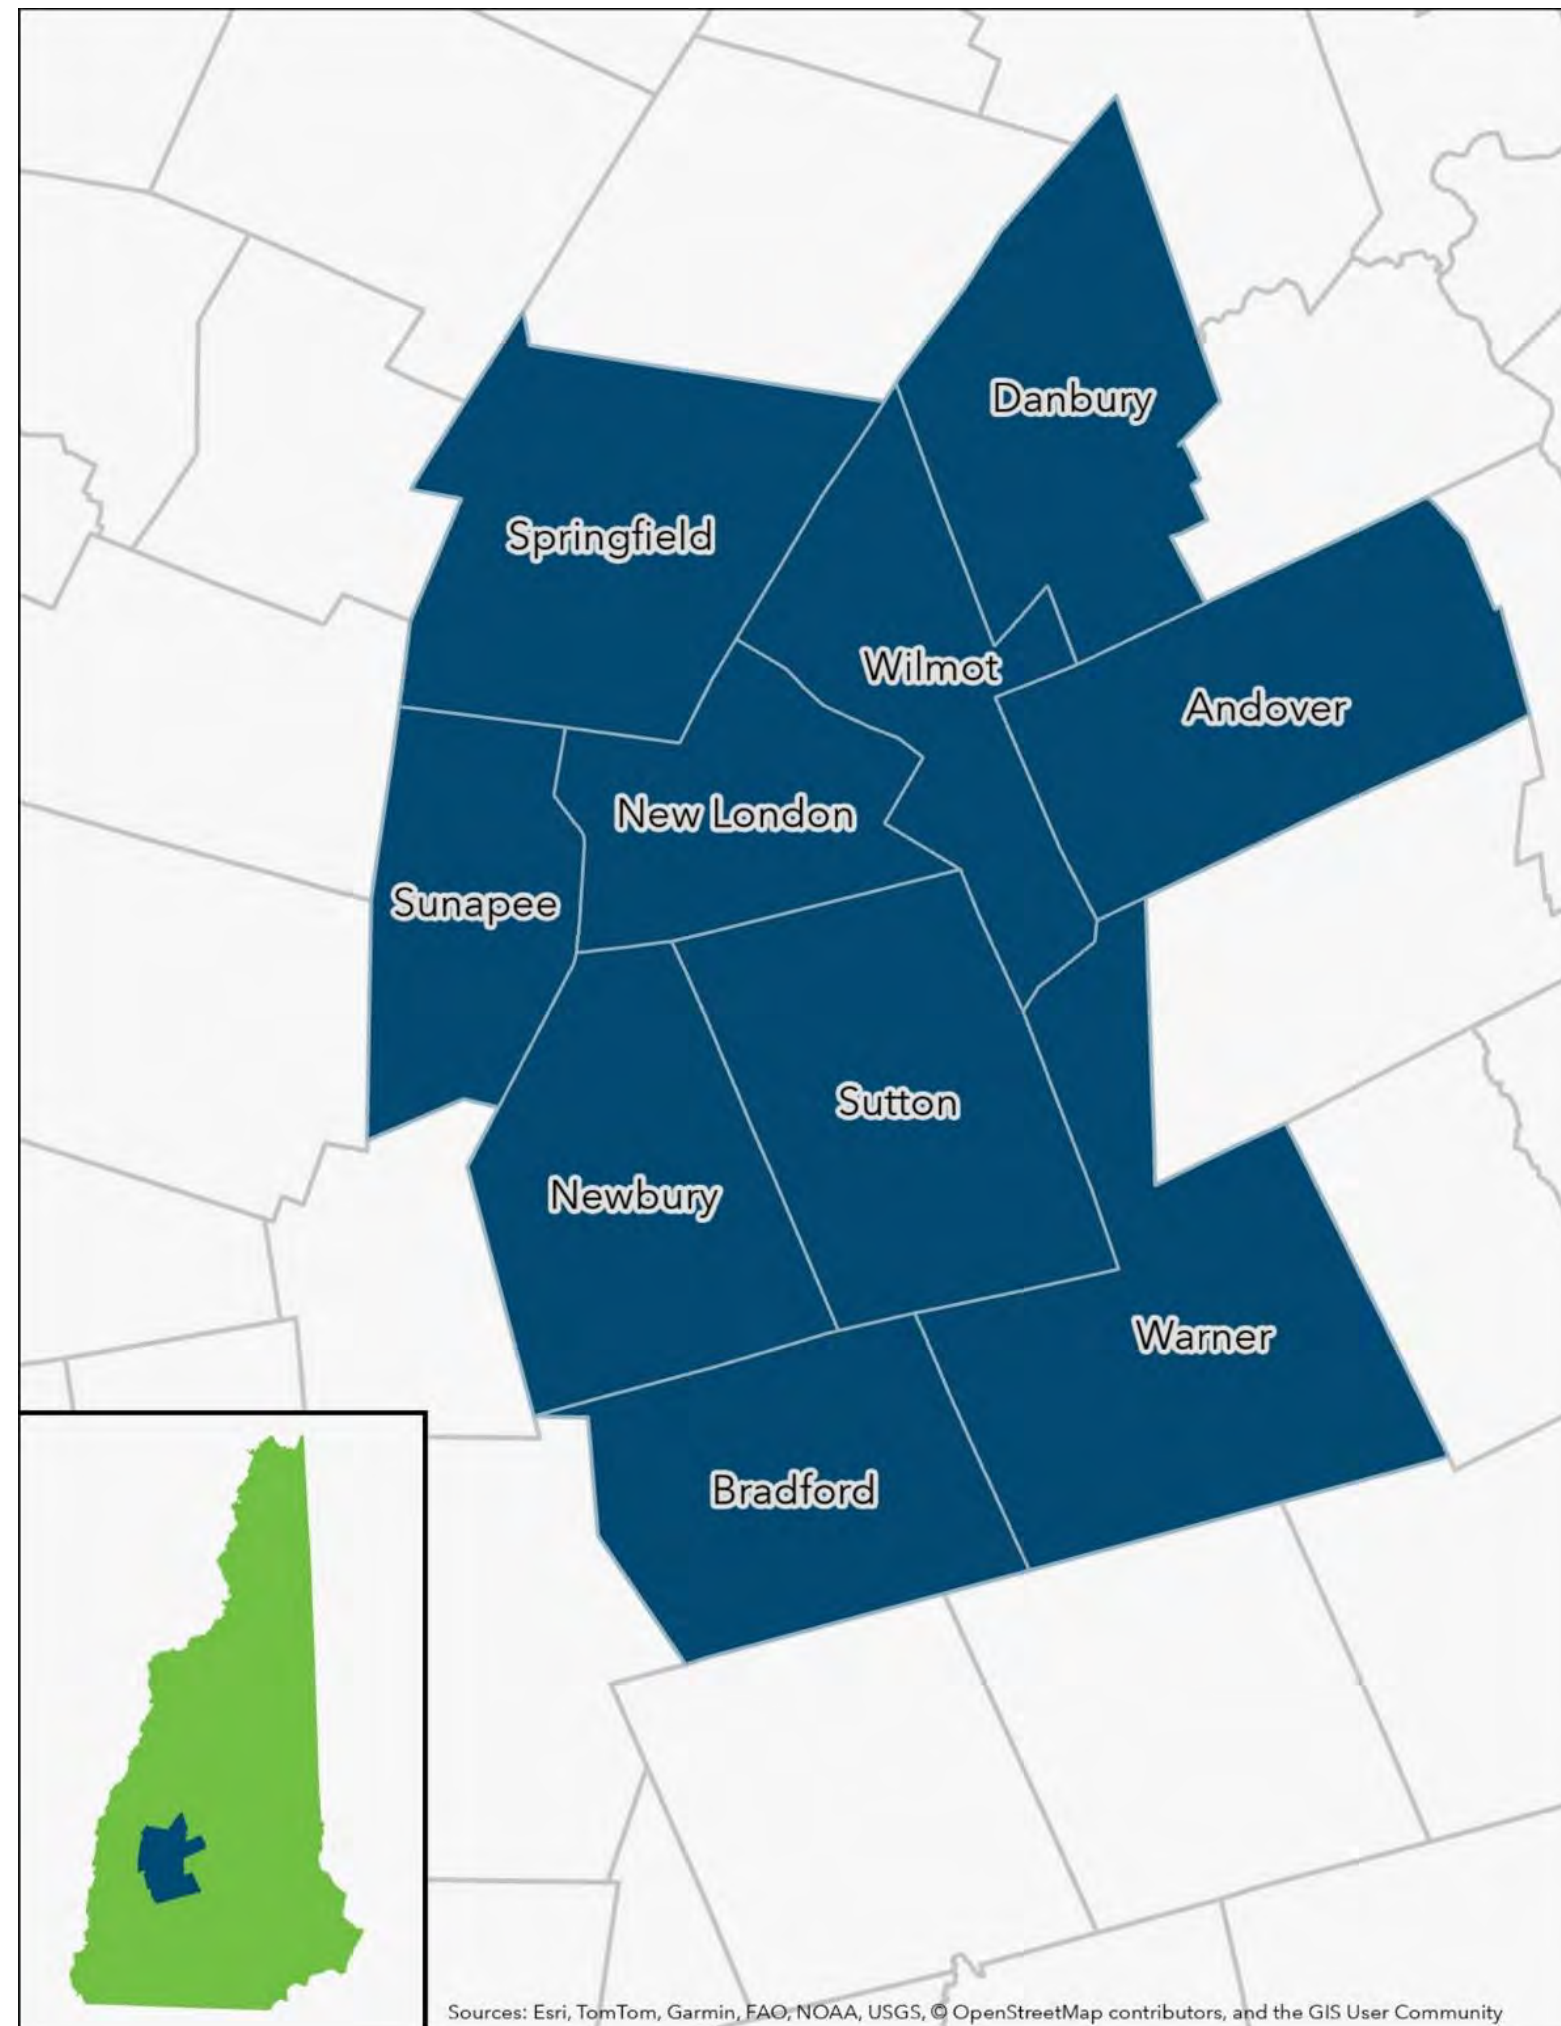 Danbury
Springfield
Wilmot
Andover
New London
Sunapee
Sutton
Newbury
Warner
Bradford
Sources: Esri, TomTom, Garmin, FAO, NOAA, USGS, © OpenStreetMap contributors, and the GIS User Community